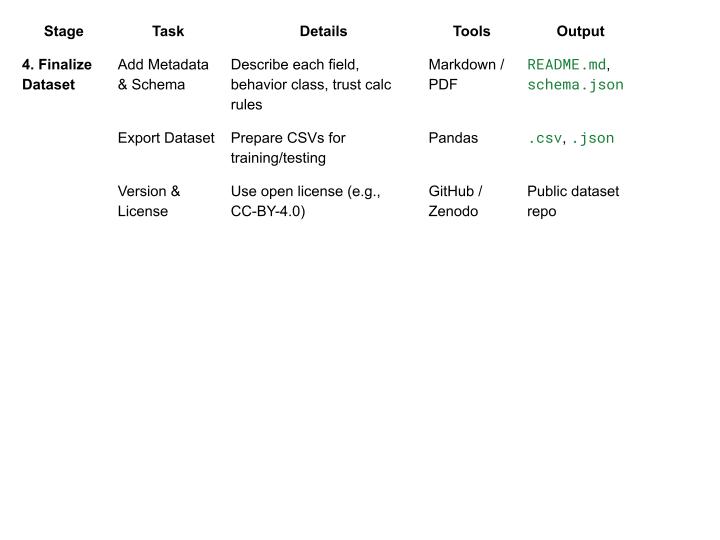 Stage Task Details Tools Output
4. Finalize Add Metadata Describe each field, Markdown / README.md,
Dataset & Schema behavior class, trust calc PDF schema.json
rules
Export Dataset Prepare CSVs for Pandas .csv, .json
training/testing
Version & Use open license (e.g., GitHub / Public dataset
License CC-BY-4.0) Zenodo repo